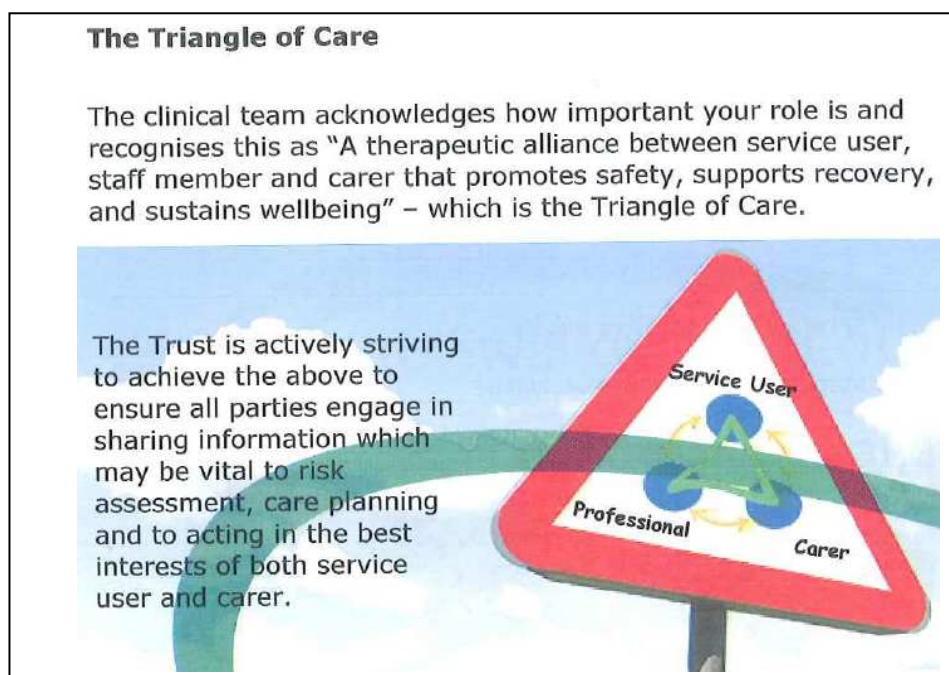 The Triangle of Care
The clinical team acknowledges how important your role is and
recognises this as “A therapeutic alliance between service user,
staff member and carer that promotes safety, supports recovery,
and sustains wellbeing” – which is the Triangle of Care.
The Trust is actively striving
to achieve the above to
ensure all parties engage in
sharing information which
may be vital to risk
assessment, care planning
and to acting in the best
interests of both service
user and carer.
Service User
Professional
Carer